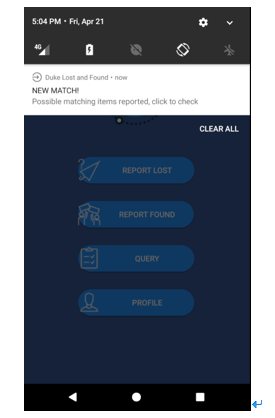 5:04 PM • Fri, Apr 21
4G
Duke Lost and Found • now
NEW MATCH!
Possible matching items reported, click to check
CLEAR ALL
REPORT LOST
REPORT FOUND
QUERY
PROFILE